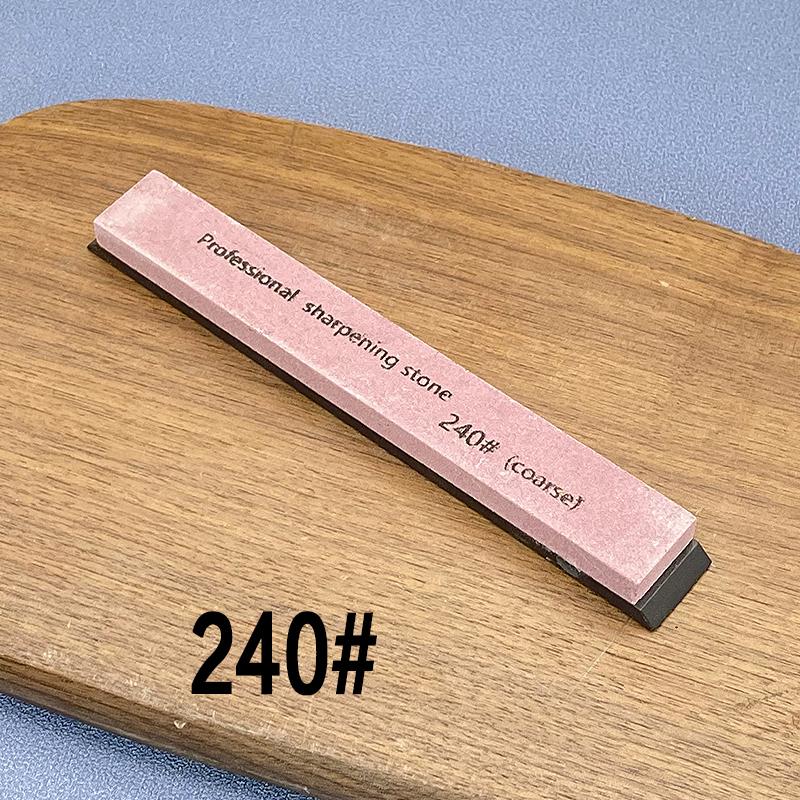 Professional sharpening stone
240# (coarse)
240#